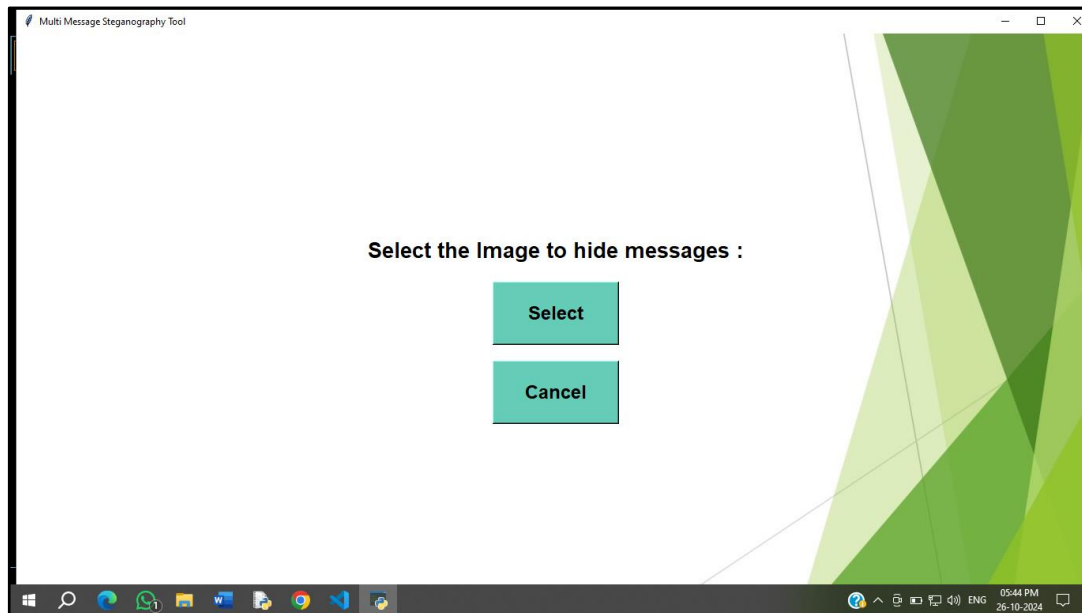 Multi Message Steganography Tool
Select the Image to hide messages :
Select
Cancel
ENG
05:44 PM
26-10-2024